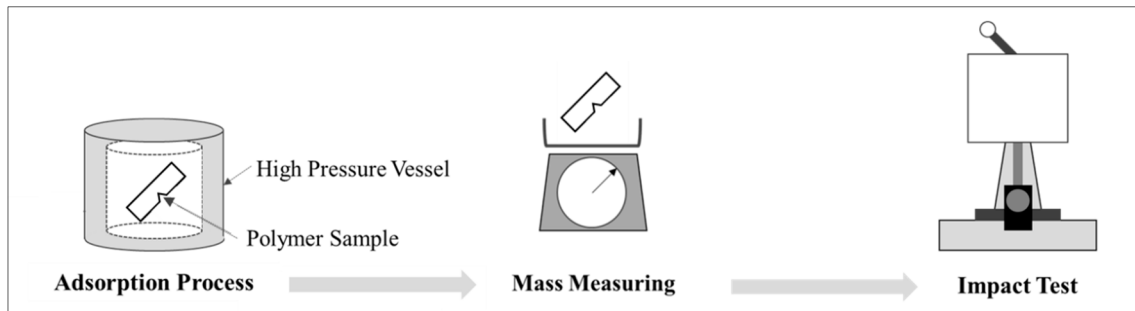 High Pressure Vessel
Polymer Sample
Adsorption Process
Mass Measuring
Impact Test